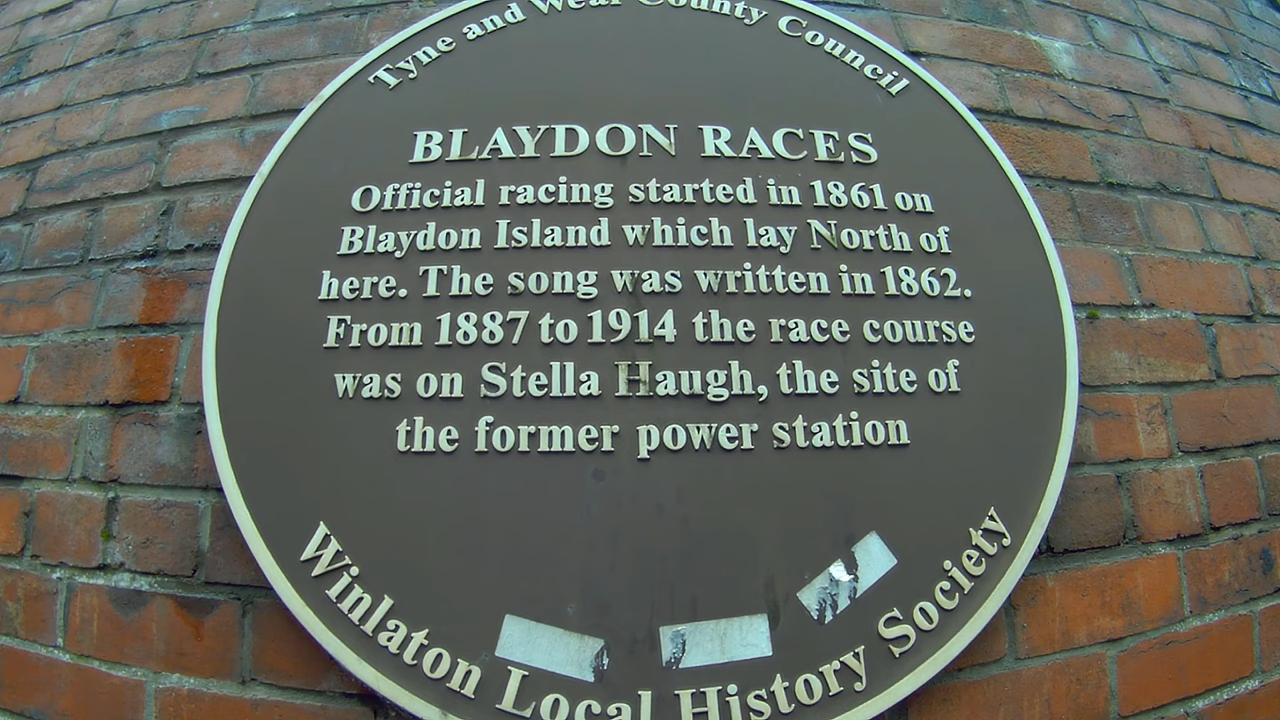 Tyne and Wear County Council
BLAYDON RACES
Official racing started in 1861 on
Blaydon Island which lay North of
here. The song was written in 1862.
From 1887 to 1914 the race course
was on Stella Haugh, the site of
the former power station
Winlaton Local History Society